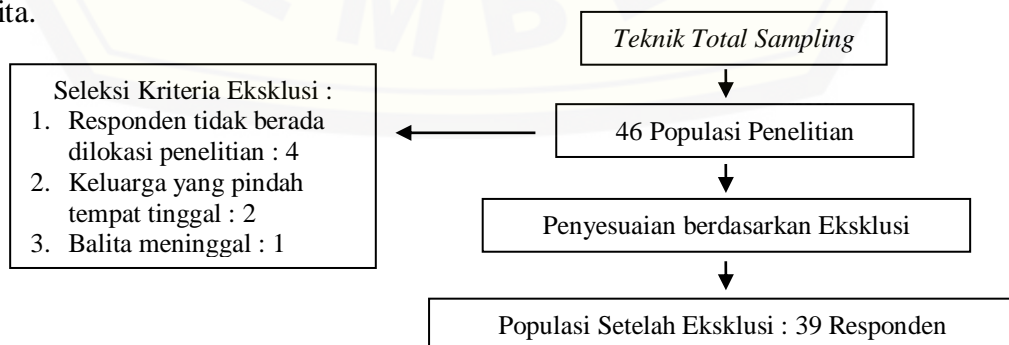 ita.
Teknik Total Sampling
46 Populasi Penelitian
Seleksi Kriteria Eksklusi :
1. Responden tidak berada
dilokasi penelitian : 4
2. Keluarga yang pindah
tempat tinggal : 2
3. Balita meninggal : 1
Penyesuaian berdasarkan Eksklusi
Populasi Setelah Eksklusi : 39 Responden